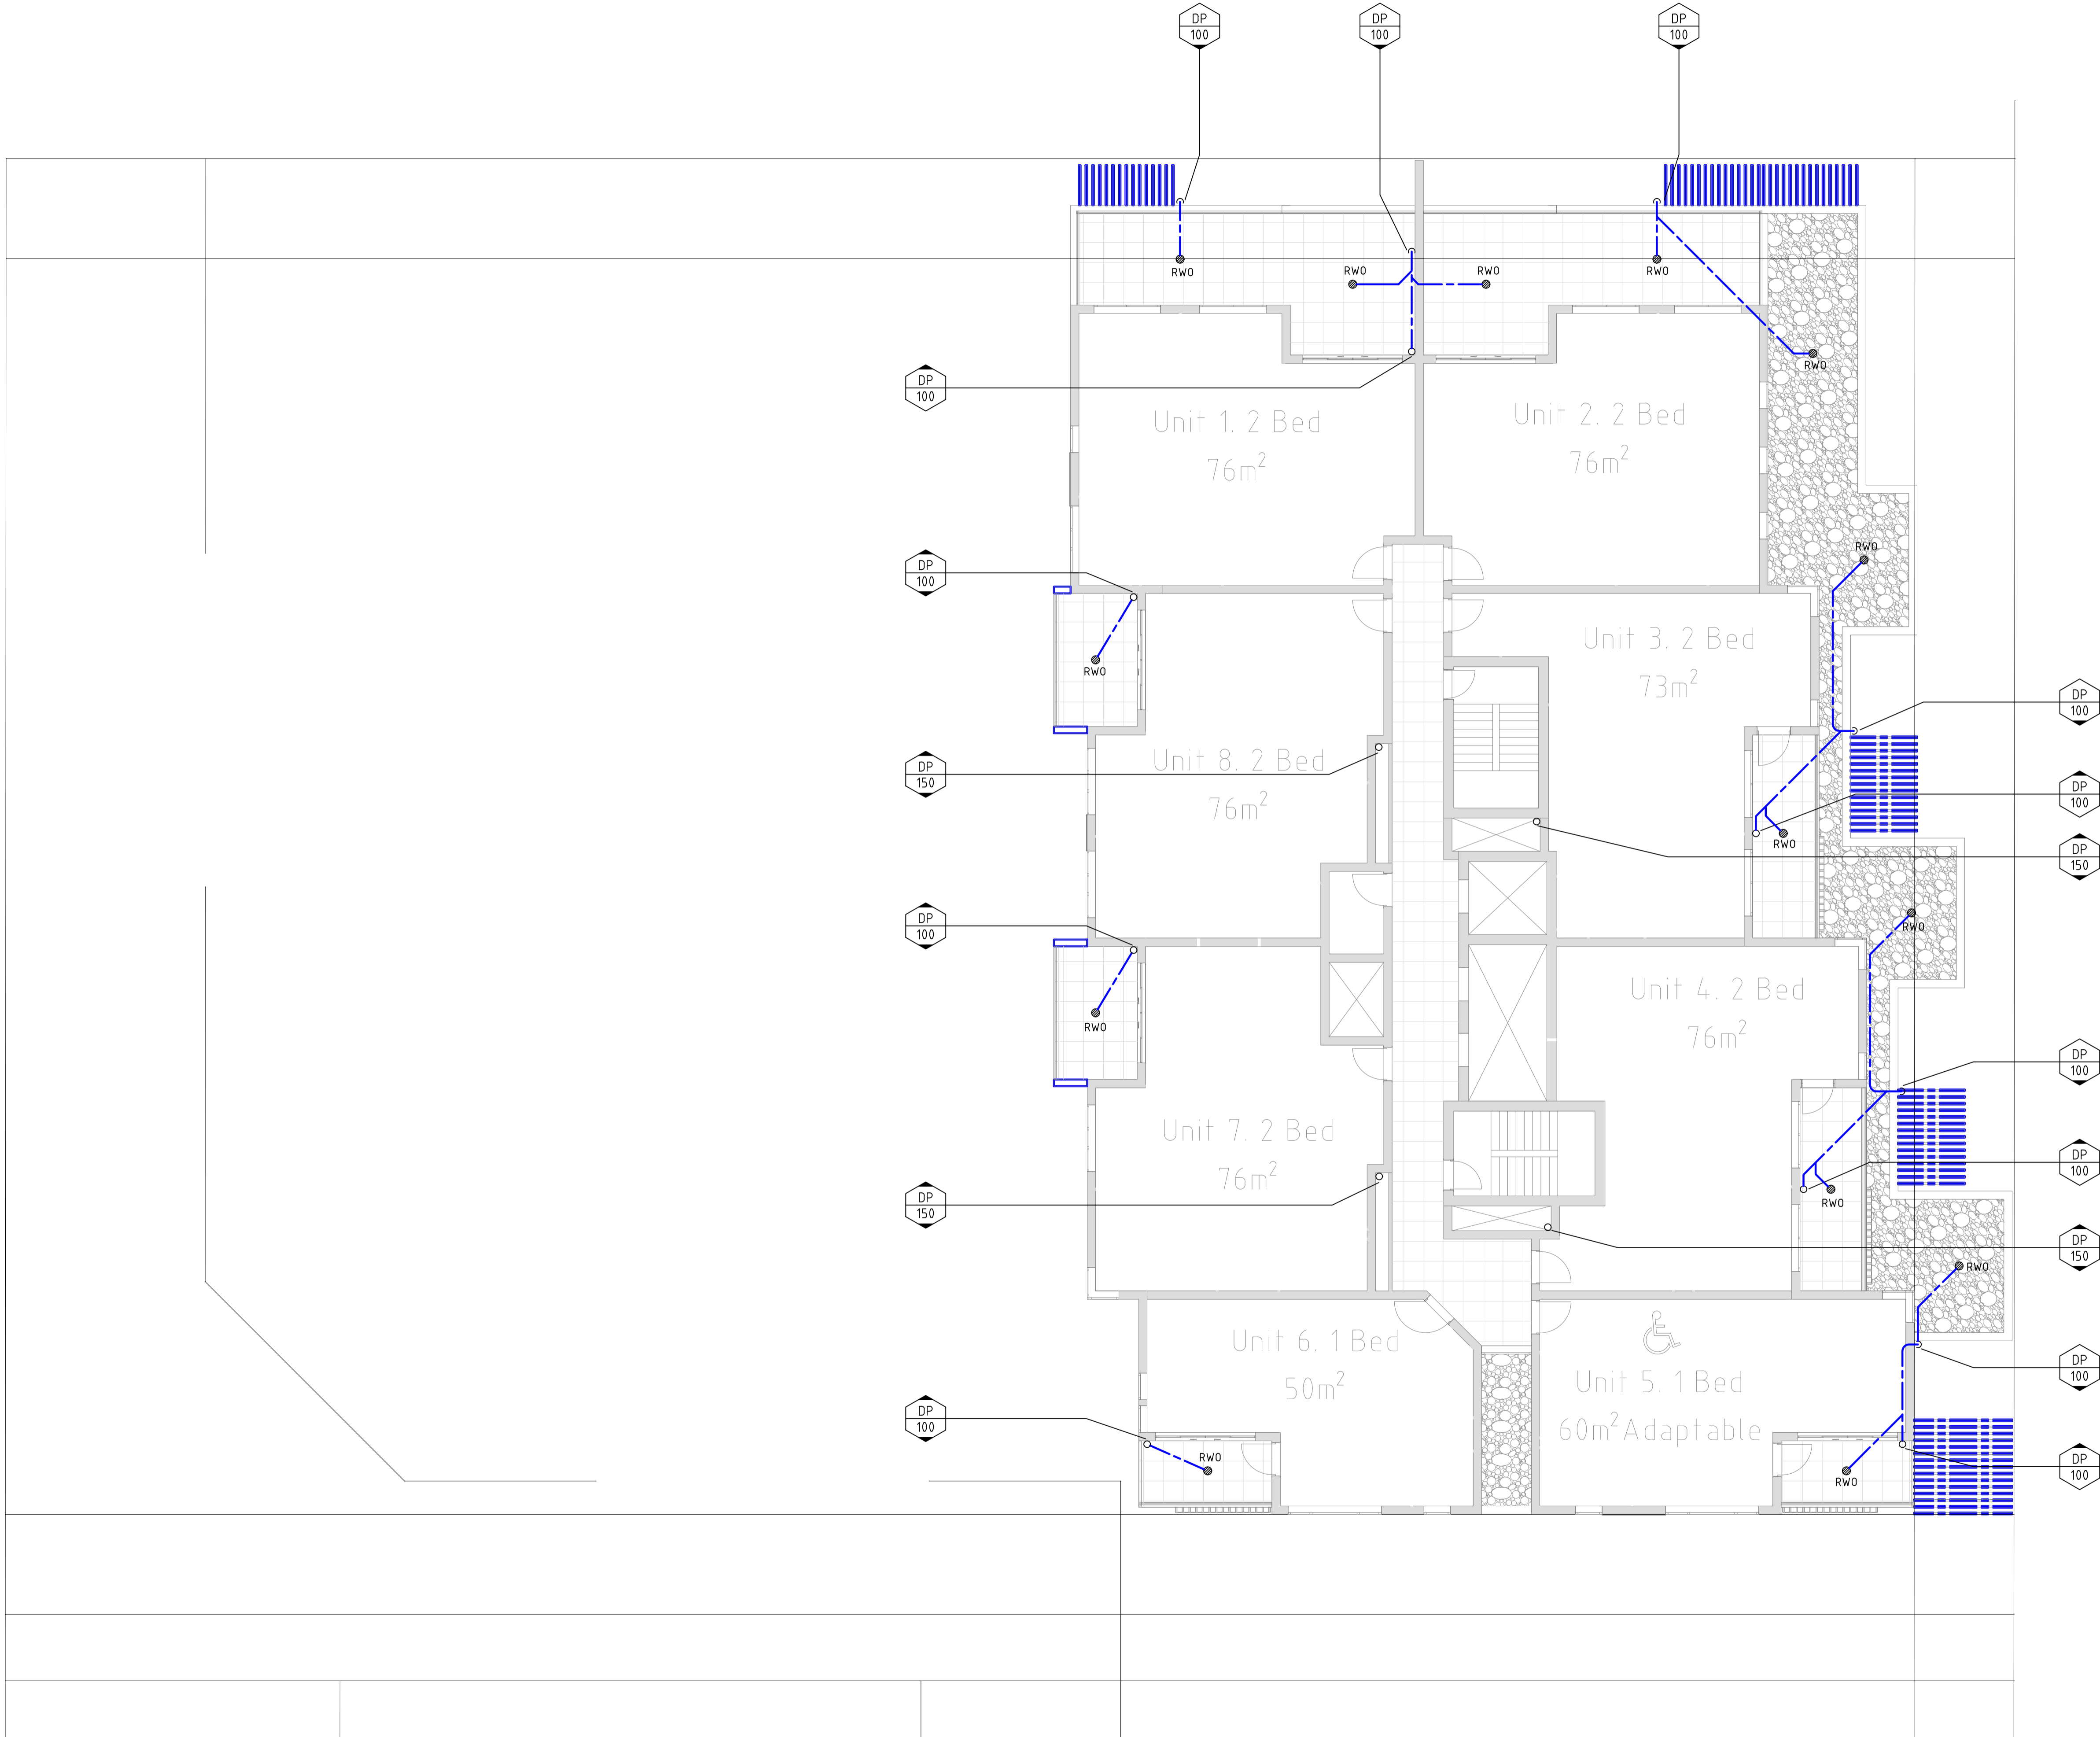 DP
100
DP
100
DP
100
RWO
RWO
RWO
RWO
RWO
DP
100
Unit 1. 2 Bed
76m²
Unit 2. 2 Bed
76m²
RWO
DP
100
Unit 3. 2 Bed
73m²
RWO
DP
100
Unit 8. 2 Bed
76m²
DP
150
DP
100
RWO
DP
150
DP
100
RWO
Unit 4. 2 Bed
76m²
RWO
DP
100
Unit 7. 2 Bed
76m²
DP
100
RWO
DP
150
DP
150
RWO
Unit 6. 1 Bed
50m²
Unit 5. 1 Bed
60m² Adaptable
DP
100
DP
100
RWO
RWO
DP
100